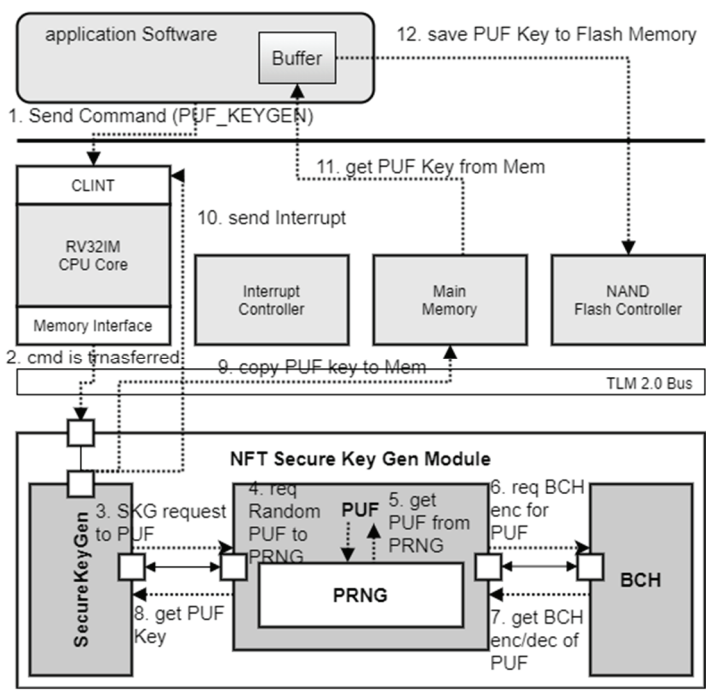 application Software
Buffer
12. save PUF Key to Flash Memory
1. Send Command (PUF_KEYGEN)
11. get PUF Key from Mem
CLINT
10. send Interrupt
RV32IM
CPU Core
Interrupt
Controller
Main
Memory
NAND
Flash Controller
Memory Interface
2. cmd is trnasferred
9. copy PUF key to Mem
TLM 2.0 Bus
NFT Secure Key Gen Module
SecureKeyGen
3. SKG request
to PUF
4. req
Random
PUF to
PRNG
PUF
5. get
PUF from
PRNG
6. req BCH
enc for
PUF
PRNG
BCH
8. get PUF
Key
7. get BCH
enc/dec of
PUF